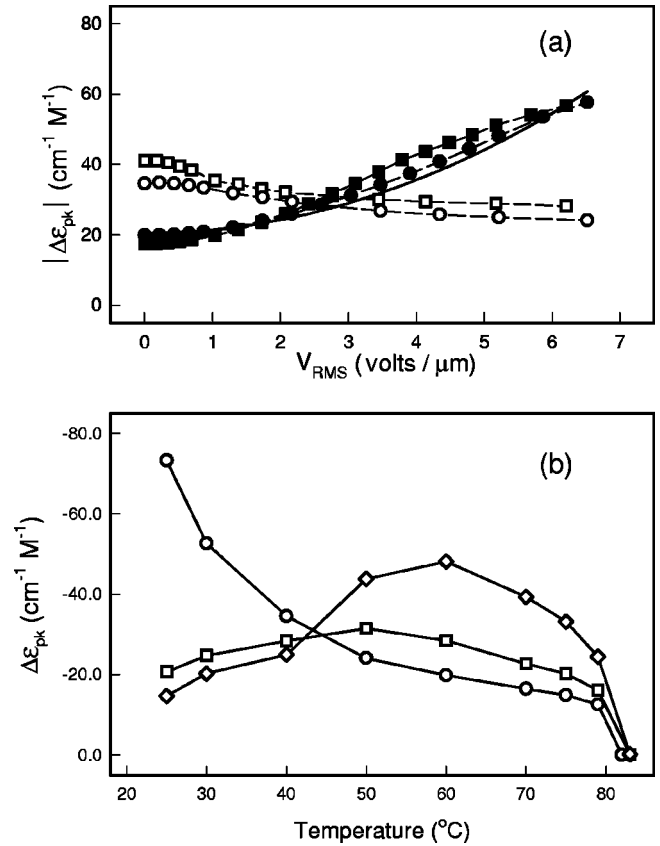 (a)
80
60
40
20
0
|Δε_pk| (cm⁻¹ M⁻¹)
0 1 2 3 4 5 6 7
V_RMS (volts / μm)
(b)
-80.0
-60.0
-40.0
-20.0
0.0
Δε_pk (cm⁻¹ M⁻¹)
20 30 40 50 60 70 80
Temperature (°C)